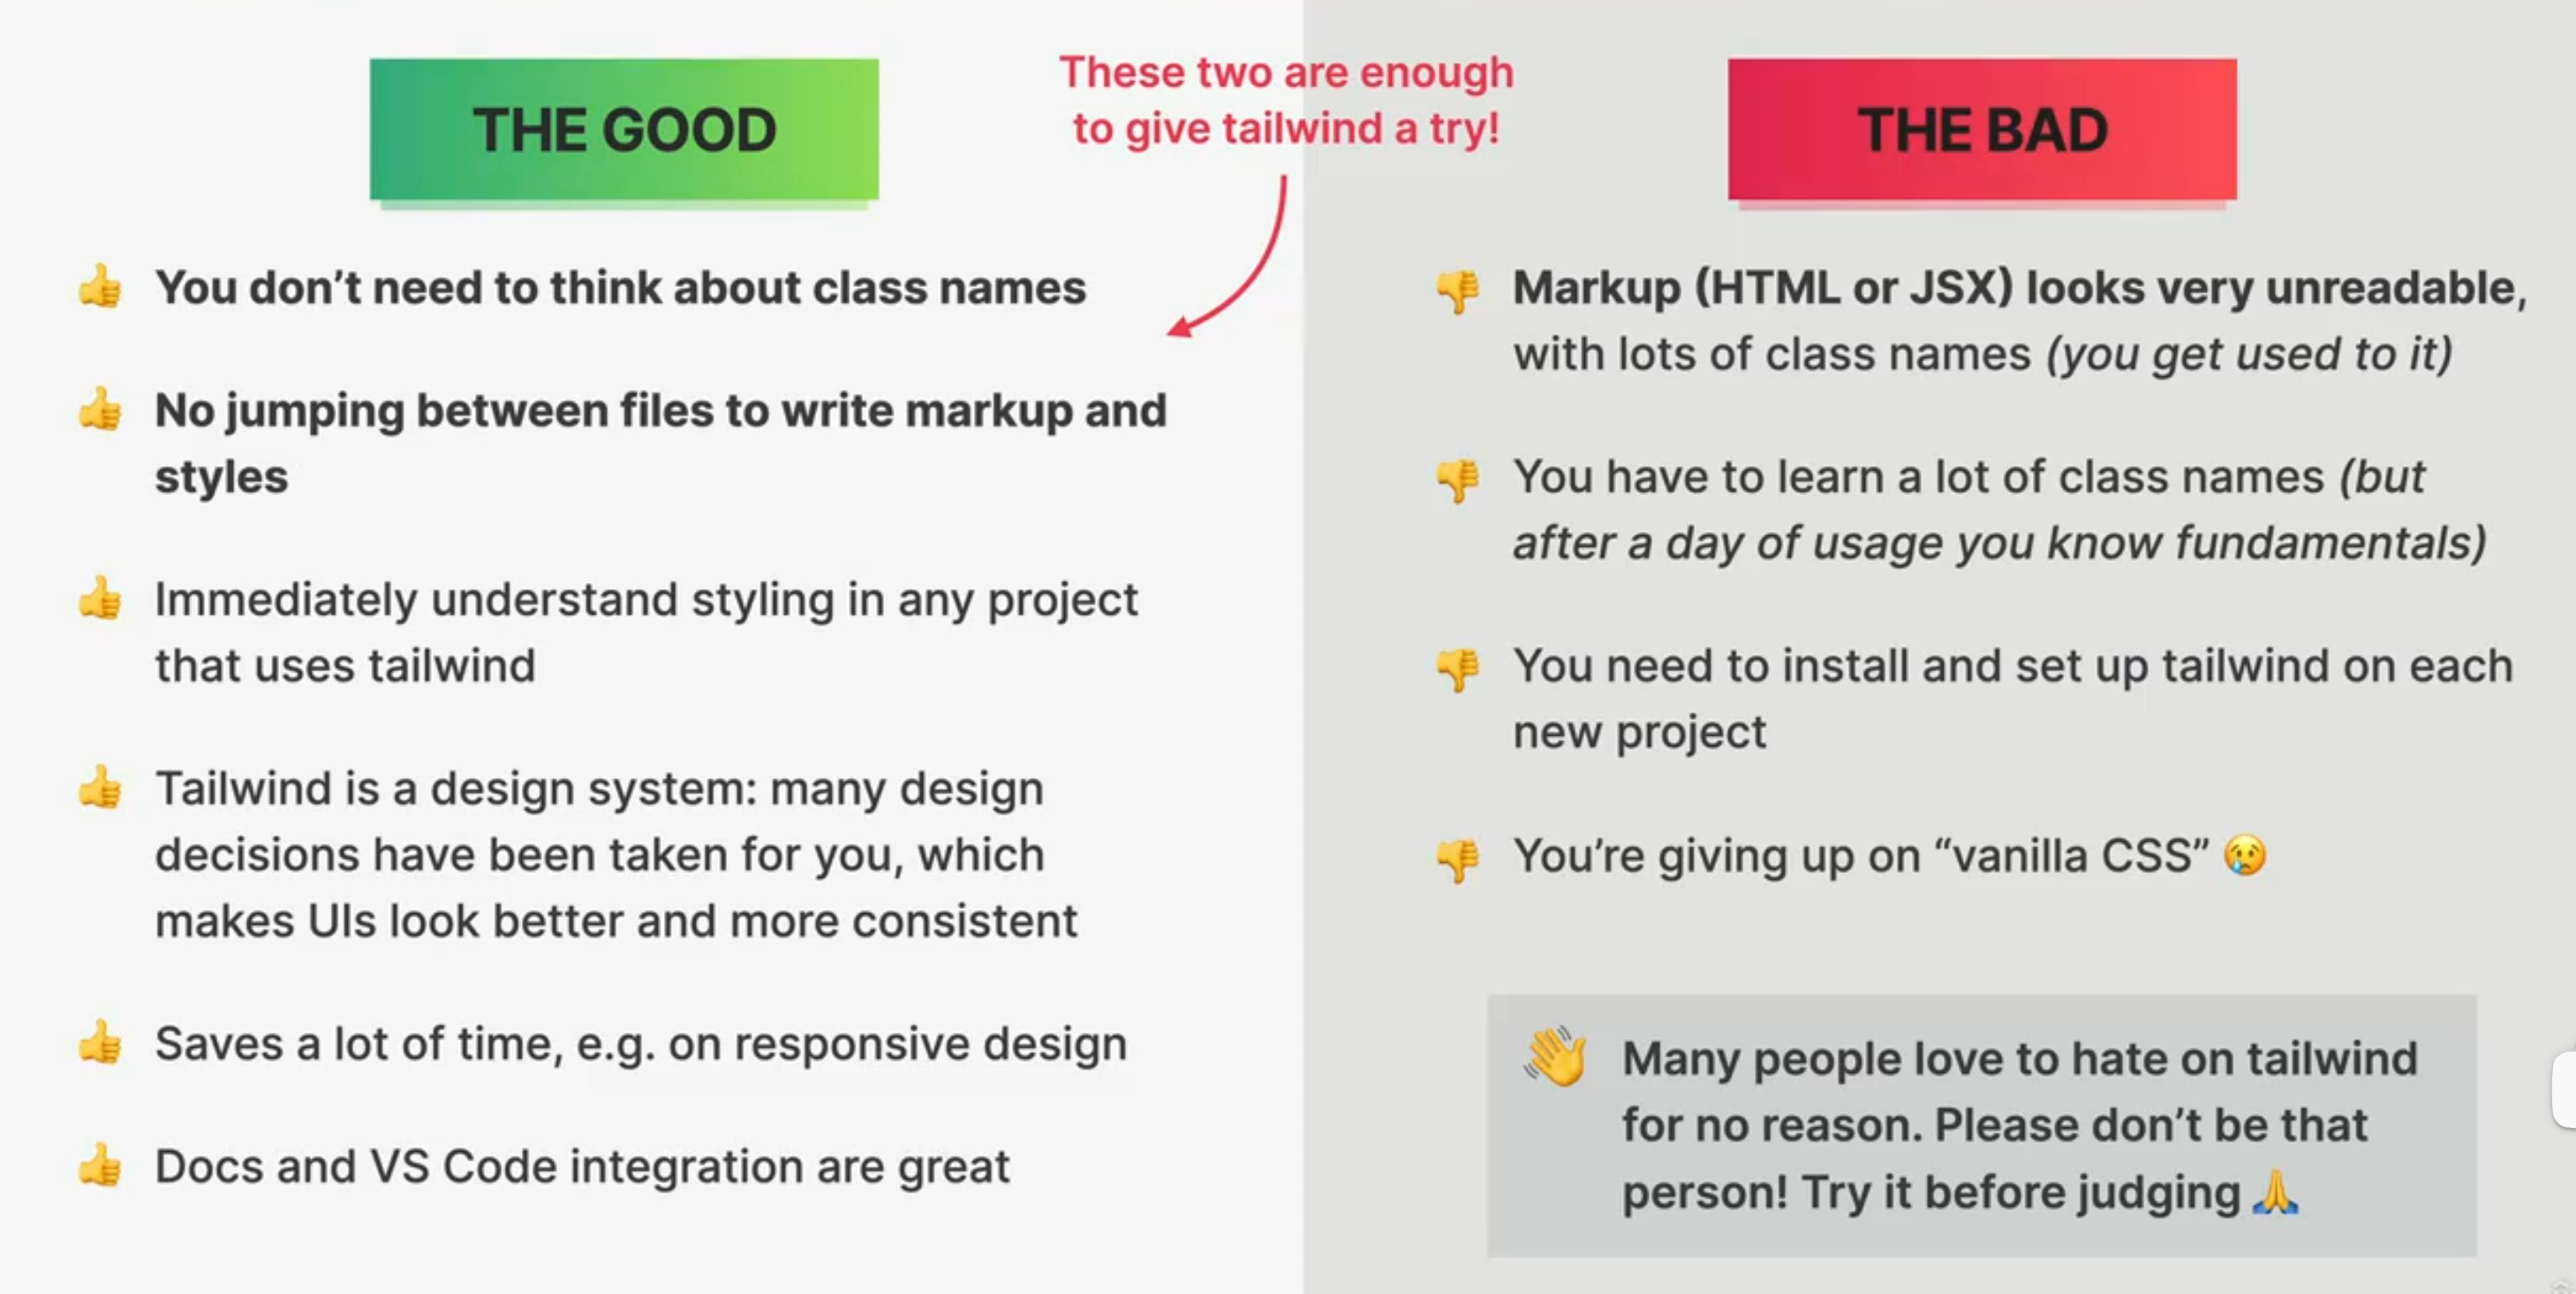 THE GOOD
These two are enough
to give tailwind a try!
👍 You don’t need to think about class names
👍 No jumping between files to write markup and
styles
👍 Immediately understand styling in any project
that uses tailwind
👍 Tailwind is a design system: many design
decisions have been taken for you, which
makes UIs look better and more consistent
👍 Saves a lot of time, e.g. on responsive design
👍 Docs and VS Code integration are great
THE BAD
👎 Markup (HTML or JSX) looks very unreadable,
with lots of class names (you get used to it)
👎 You have to learn a lot of class names (but
after a day of usage you know fundamentals)
👎 You need to install and set up tailwind on each
new project
👎 You’re giving up on “vanilla CSS” 😢
👋 Many people love to hate on tailwind
for no reason. Please don’t be that
person! Try it before judging 🙏